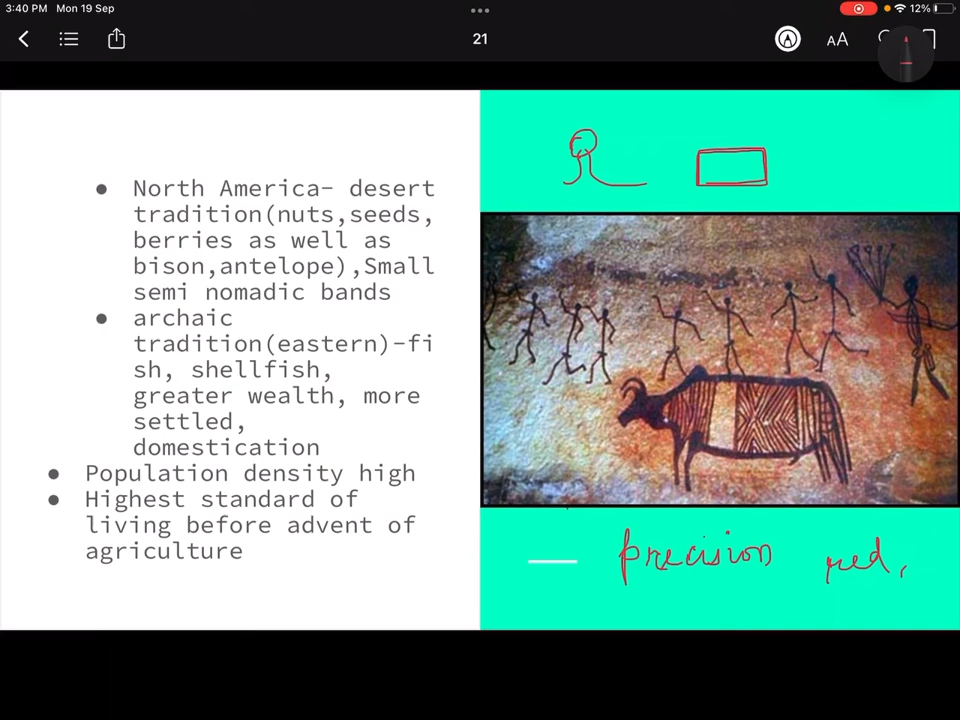 3:40 PM Mon 19 Sep
12%
21
AA
● North America- desert
tradition(nuts,seeds,
berries as well as
bison,antelope),Small
semi nomadic bands
● archaic
tradition(eastern)-fi
sh, shellfish,
greater wealth, more
settled,
domestication
● Population density high
● Highest standard of
living before advent of
agriculture
precision red,